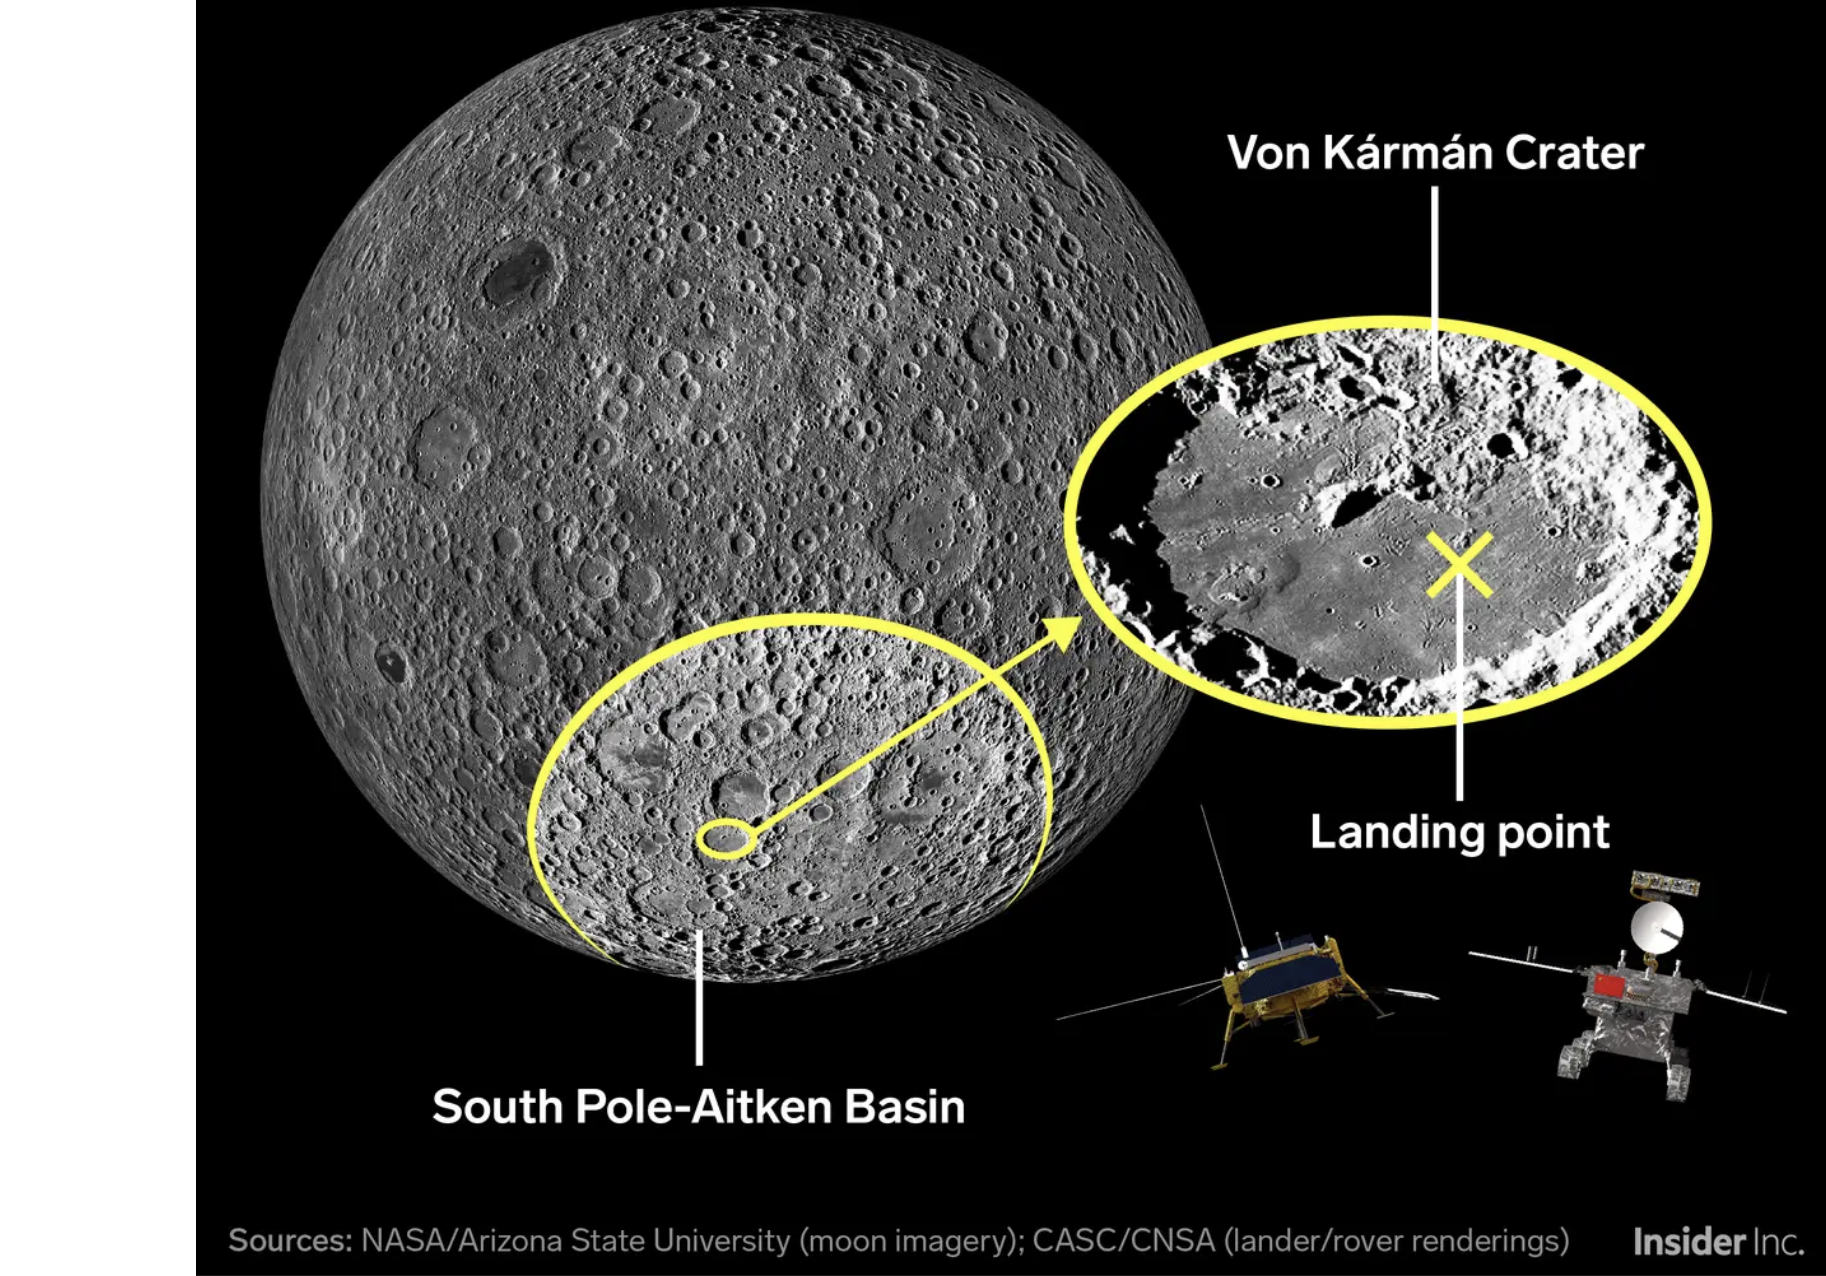 Von Kármán Crater
Landing point
South Pole-Aitken Basin
Sources: NASA/Arizona State University (moon imagery); CASC/CNSA (lander/rover renderings)
Insider Inc.